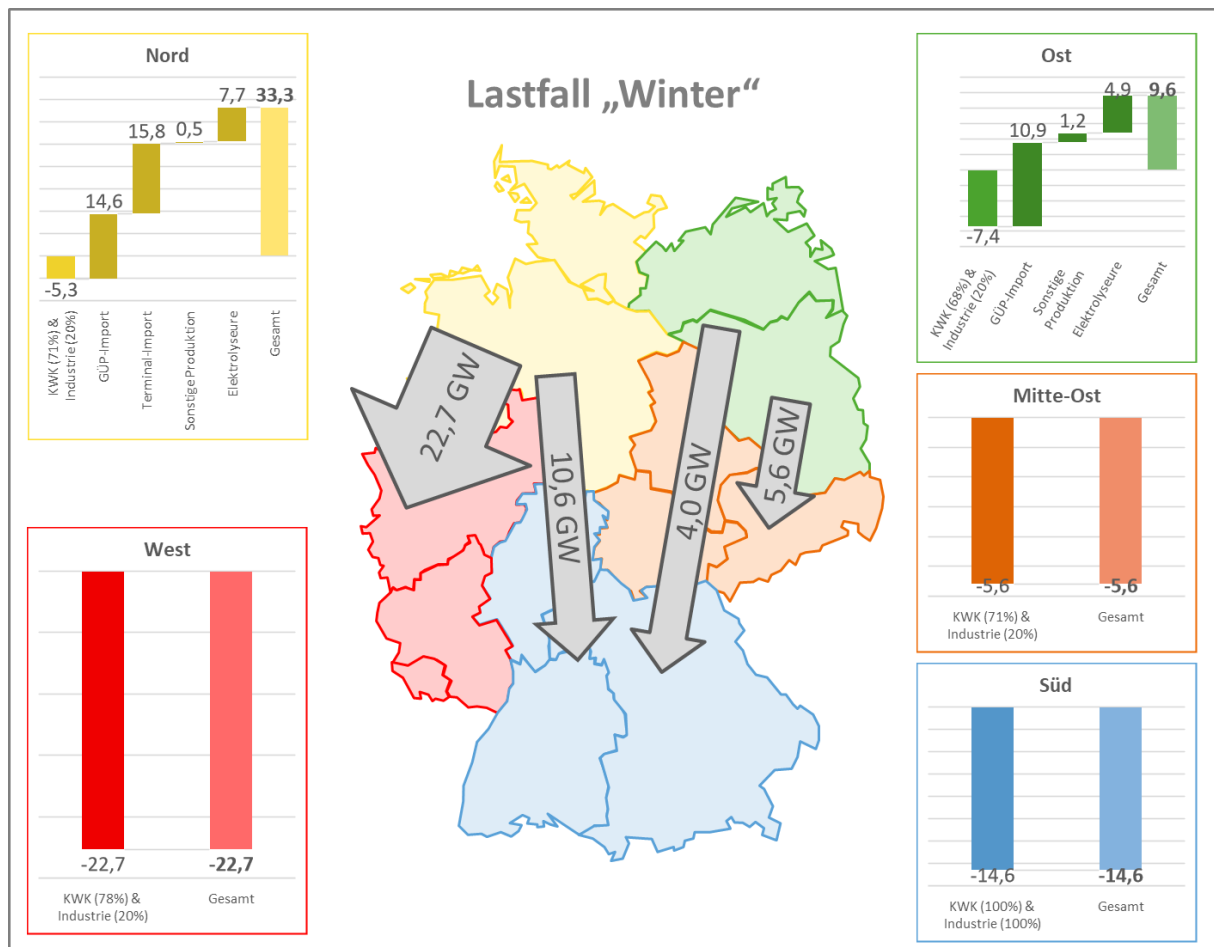 Lastfall „Winter“
Nord
-5,3
14,6
15,8
0,5
7,7
33,3
KWK (71%) &
Industrie (20%)
GÜP-Import
Terminal-Import
Sonstige Produktion
Elektrolyseure
Gesamt
Ost
-7,4
10,9
1,2
4,9
9,6
KWK (68%) &
Industrie (20%)
GÜP-Import
Sonstige
Produktion
Elektrolyseure
Gesamt
22,7 GW
10,6 GW
4,0 GW
5,6 GW
Mitte-Ost
-5,6
-5,6
KWK (71%) &
Industrie (20%)
Gesamt
West
-22,7
-22,7
KWK (78%) &
Industrie (20%)
Gesamt
Süd
-14,6
-14,6
KWK (100%) &
Industrie (100%)
Gesamt